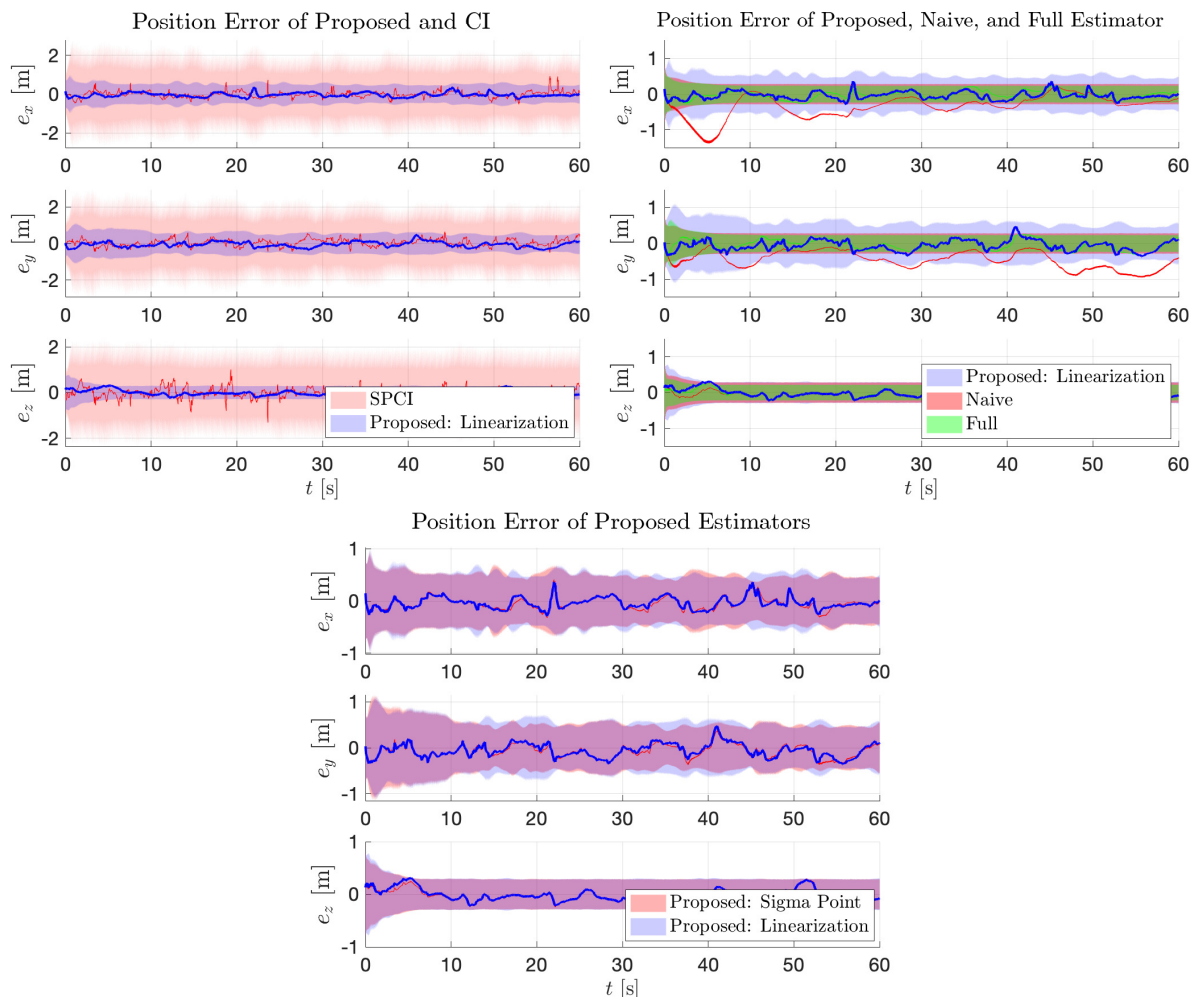 Position Error of Proposed and CI
e_x [m]
2
0
-2
0 10 20 30 40 50 60
e_y [m]
2
0
-2
0 10 20 30 40 50 60
e_z [m]
2
0
-2
SPCI
Proposed: Linearization
0 10 20 30 40 50 60
t [s]
Position Error of Proposed, Naive, and Full Estimator
e_x [m]
1
0
-1
0 10 20 30 40 50 60
e_y [m]
1
0
-1
0 10 20 30 40 50 60
e_z [m]
1
0
-1
Proposed: Linearization
Naive
Full
0 10 20 30 40 50 60
t [s]
Position Error of Proposed Estimators
e_x [m]
1
0
-1
0 10 20 30 40 50 60
e_y [m]
1
0
-1
0 10 20 30 40 50 60
e_z [m]
1
0
-1
Proposed: Sigma Point
Proposed: Linearization
0 10 20 30 40 50 60
t [s]